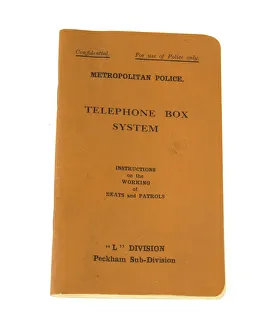 Confidential. For use of Police only.
METROPOLITAN POLICE.
TELEPHONE BOX
SYSTEM
INSTRUCTIONS
on the
WORKING
of
BEATS and PATROLS
"L" DIVISION
Peckham Sub-Division